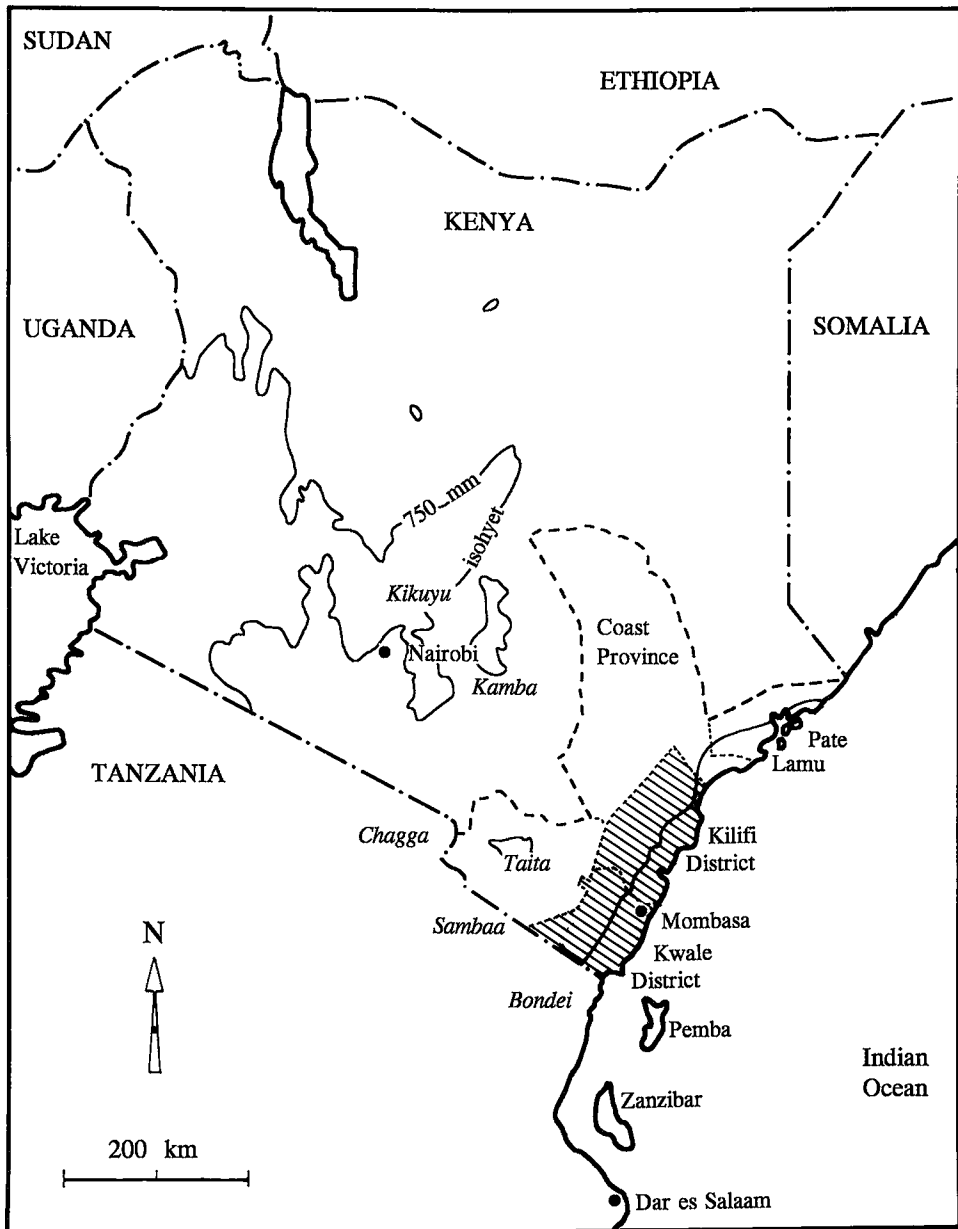 SUDAN
ETHIOPIA
KENYA
UGANDA
SOMALIA
750 mm
isohyet
Lake
Victoria
Kikuyu
Nairobi
Kamba
Coast
Province
Pate
Lamu
TANZANIA
Chagga
Taita
Kilifi
District
Sambaa
Mombasa
N
Kwale
District
Bondei
Pemba
Indian
Ocean
Zanzibar
200 km
Dar es Salaam